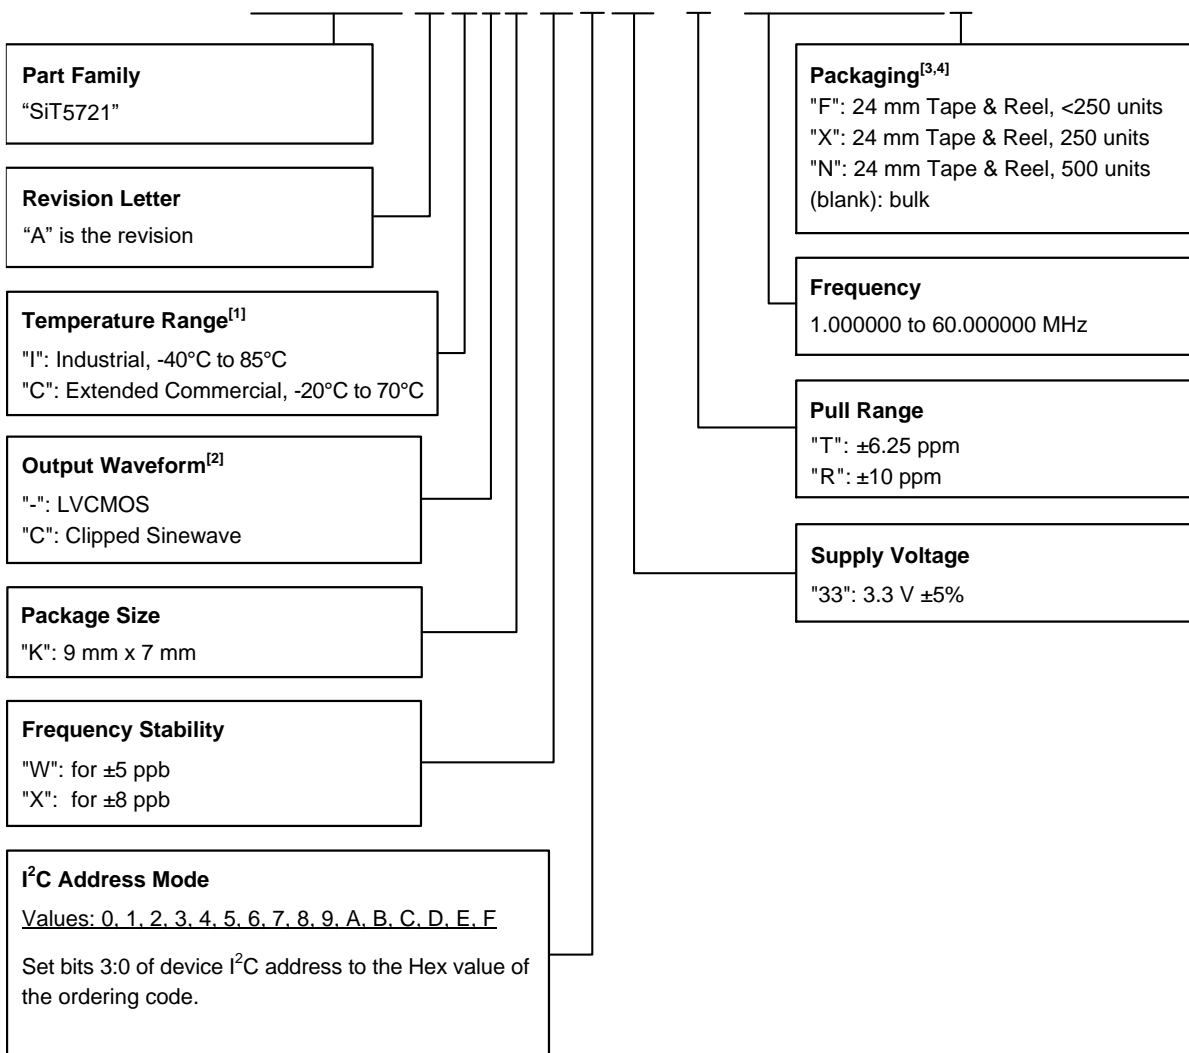 Part Family
“SiT5721”
Revision Letter
“A” is the revision
Temperature Range[1]
"I": Industrial, -40°C to 85°C
"C": Extended Commercial, -20°C to 70°C
Output Waveform[2]
"-": LVCMOS
"C": Clipped Sinewave
Package Size
"K": 9 mm x 7 mm
Frequency Stability
"W": for ±5 ppb
"X": for ±8 ppb
I2C Address Mode
Values: 0, 1, 2, 3, 4, 5, 6, 7, 8, 9, A, B, C, D, E, F
Set bits 3:0 of device I2C address to the Hex value of
the ordering code.
Packaging[3,4]
"F": 24 mm Tape & Reel, <250 units
"X": 24 mm Tape & Reel, 250 units
"N": 24 mm Tape & Reel, 500 units
(blank): bulk
Frequency
1.000000 to 60.000000 MHz
Pull Range
"T": ±6.25 ppm
"R": ±10 ppm
Supply Voltage
"33": 3.3 V ±5%